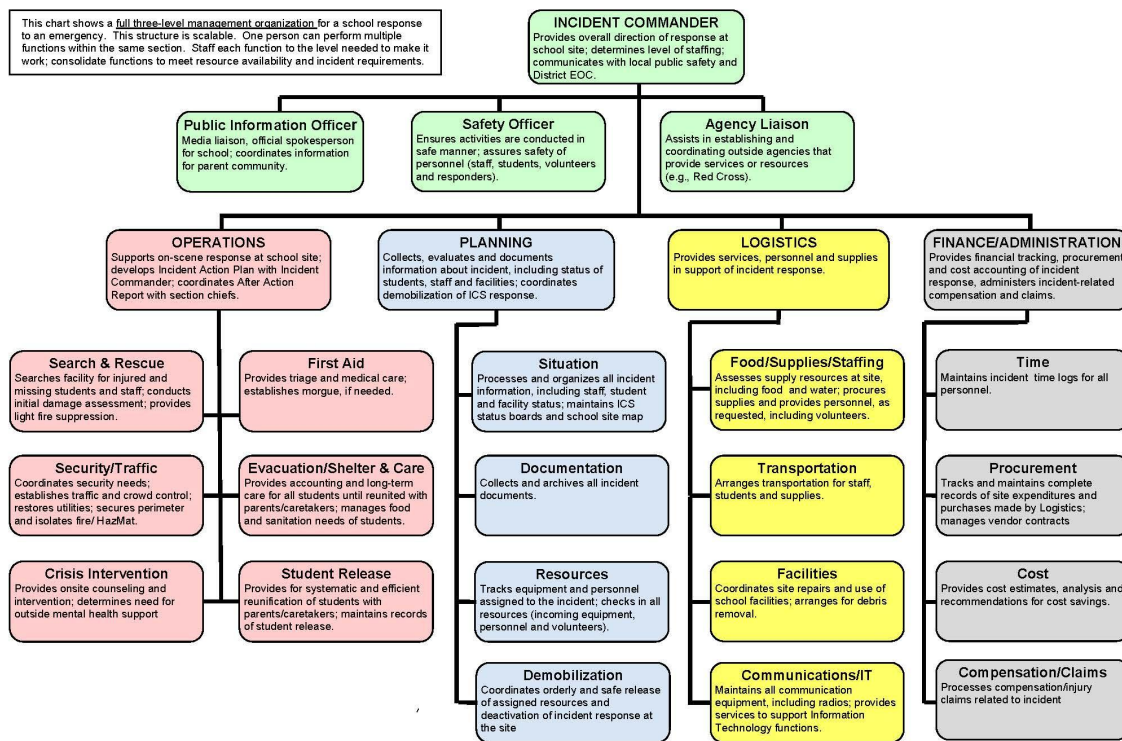 This chart shows a full three-level management organization for a school response
to an emergency. This structure is scalable. One person can perform multiple
functions within the same section. Staff each function to the level needed to make it
work; consolidate functions to meet resource availability and incident requirements.
INCIDENT COMMANDER
Provides overall direction of response at
school site; determines level of staffing;
communicates with local public safety and
District EOC.
Public Information Officer
Media liaison, official spokesperson
for school; coordinates information
for parent community.
Safety Officer
Ensures activities are conducted in
safe manner; assures safety of
personnel (staff, students, volunteers
and responders).
Agency Liaison
Assists in establishing and
coordinating outside agencies that
provide services or resources
(e.g., Red Cross).
OPERATIONS
Supports on-scene response at school site;
develops Incident Action Plan with Incident
Commander; coordinates After Action
Report with section chiefs.
PLANNING
Collects, evaluates and documents
information about incident, including status of
students, staff and facilities; coordinates
demobilization of ICS response.
LOGISTICS
Provides services, personnel and supplies
in support of incident response.
FINANCE/ADMINISTRATION
Provides financial tracking, procurement
and cost accounting of incident
response, administers incident-related
compensation and claims.
Search & Rescue
Searches facility for injured and
missing students and staff; conducts
initial damage assessment; provides
light fire suppression.
First Aid
Provides triage and medical care;
establishes morgue, if needed.
Situation
Processes and organizes all incident
information, including staff, student
and facility status; maintains ICS
status boards and school site map
Food/Supplies/Staffing
Assesses supply resources at site,
including food and water; procures
supplies and provides personnel, as
requested, including volunteers.
Time
Maintains incident time logs for all
personnel.
Security/Traffic
Coordinates security needs;
establishes traffic and crowd control;
restores utilities; secures perimeter
and isolates fire/ HazMat.
Evacuation/Shelter & Care
Provides accounting and long-term
care for all students until reunited with
parents/caretakers; manages food
and sanitation needs of students.
Documentation
Collects and archives all incident
documents.
Transportation
Arranges transportation for staff,
students and supplies.
Procurement
Tracks and maintains complete
records of site expenditures and
purchases made by Logistics;
manages vendor contracts
Crisis Intervention
Provides onsite counseling and
intervention; determines need for
outside mental health support
Student Release
Provides for systematic and efficient
reunification of students with
parents/caretakers; maintains records
of student release.
Resources
Tracks equipment and personnel
assigned to the incident; checks in all
resources (incoming equipment,
personnel and volunteers).
Facilities
Coordinates site repairs and use of
school facilities; arranges for debris
removal.
Cost
Provides cost estimates, analysis and
recommendations for cost savings.
Demobilization
Coordinates orderly and safe release
of assigned resources and
deactivation of incident response at
the site
Communications/IT
Maintains all communication
equipment, including radios; provides
services to support Information
Technology functions.
Compensation/Claims
Processes compensation/injury
claims related to incident